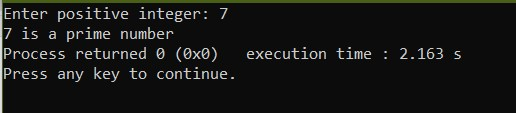 Enter positive integer: 7
7 is a prime number
Process returned 0 (0x0)   execution time : 2.163 s
Press any key to continue.